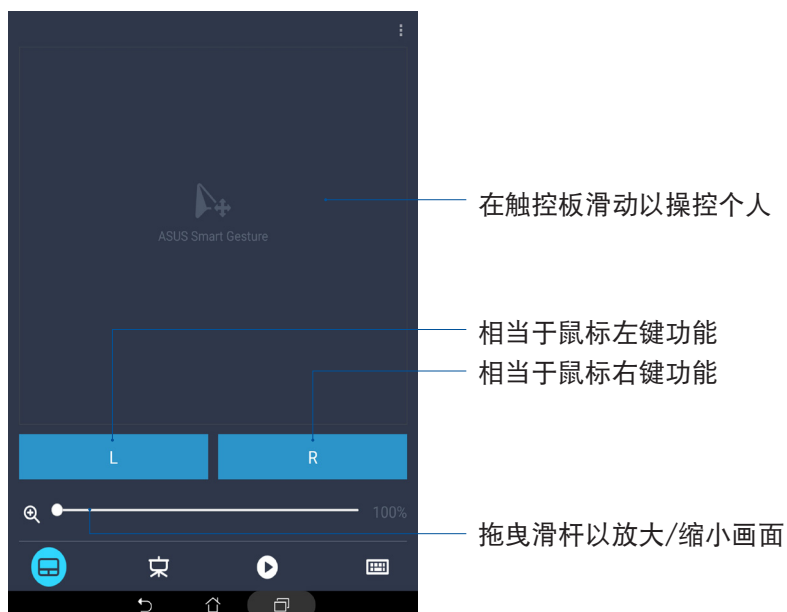 在触控板滑动以操控个人
ASUS Smart Gesture
相当于鼠标左键功能
相当于鼠标右键功能
L R
100%
拖曳滑杆以放大/缩小画面